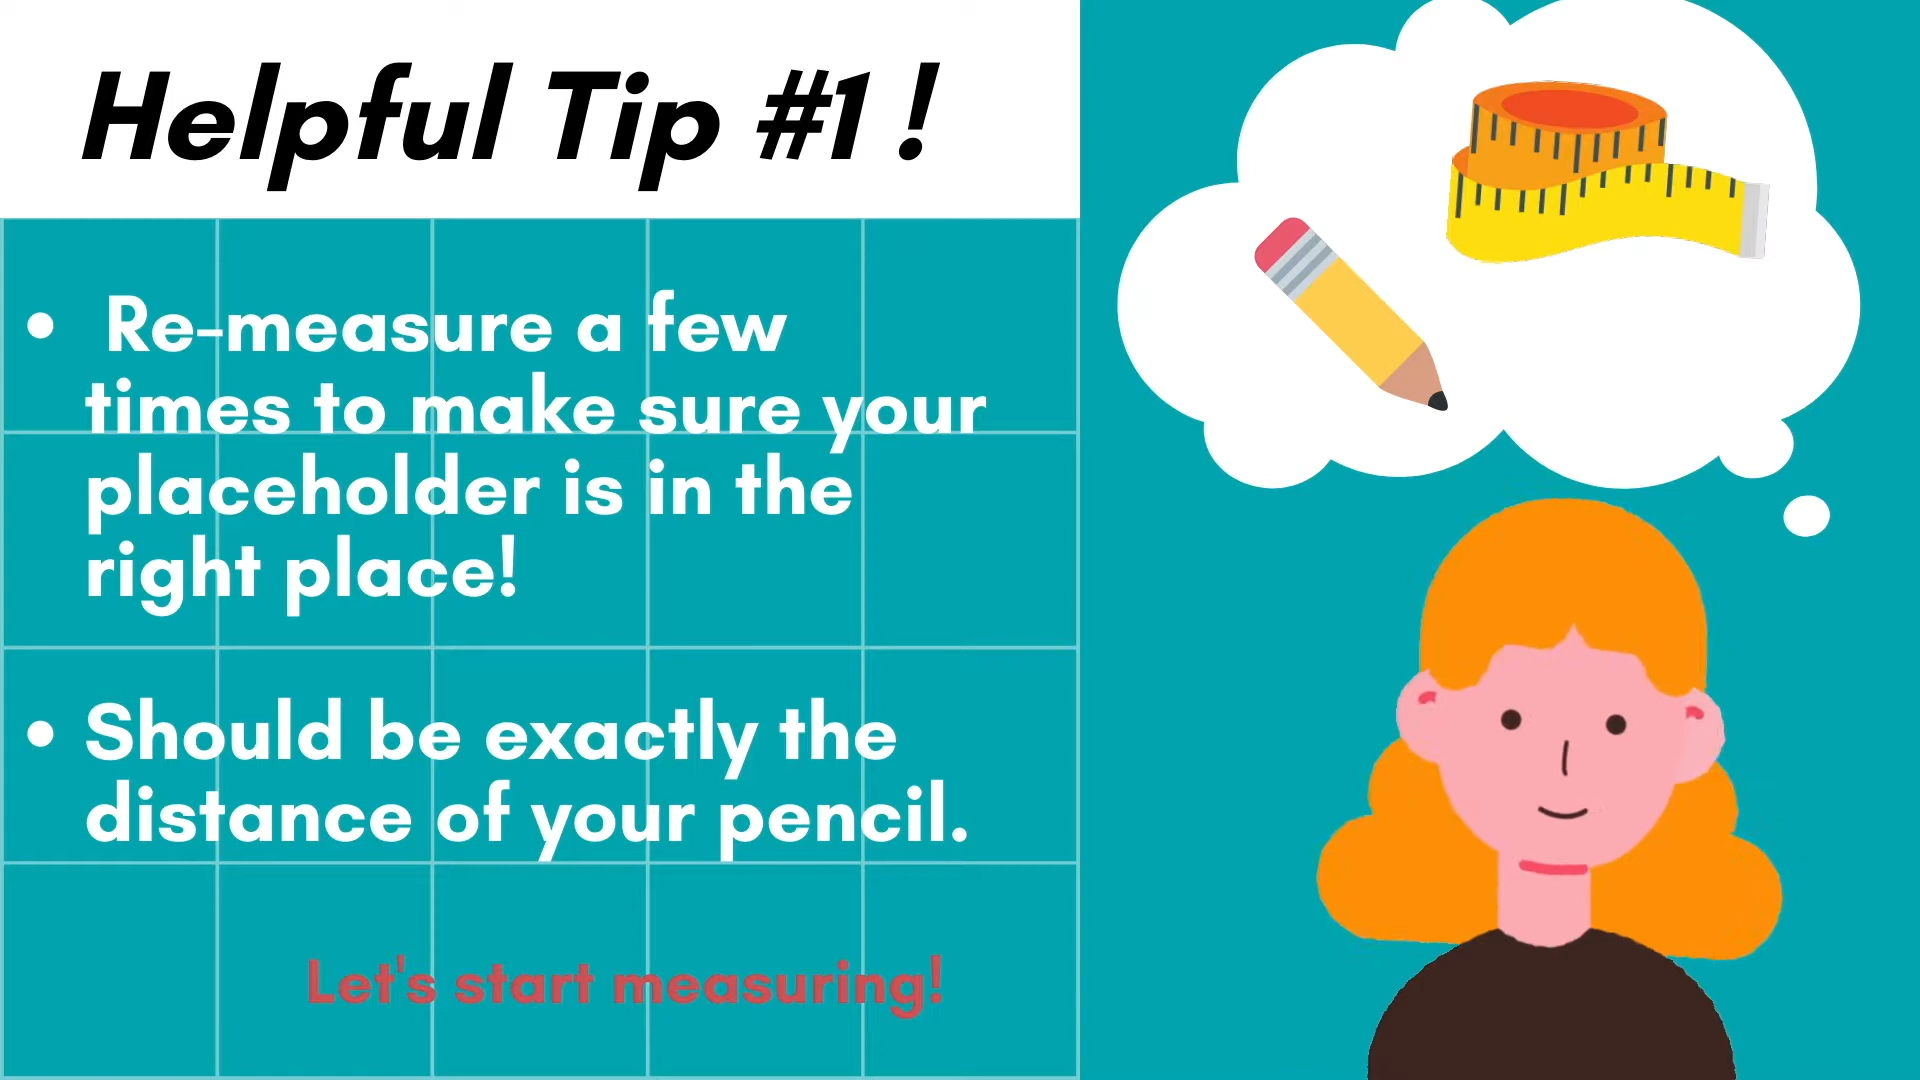 Helpful Tip #1 !
• Re-measure a few
times to make sure your
placeholder is in the
right place!
• Should be exactly the
distance of your pencil.
Let's start measuring!